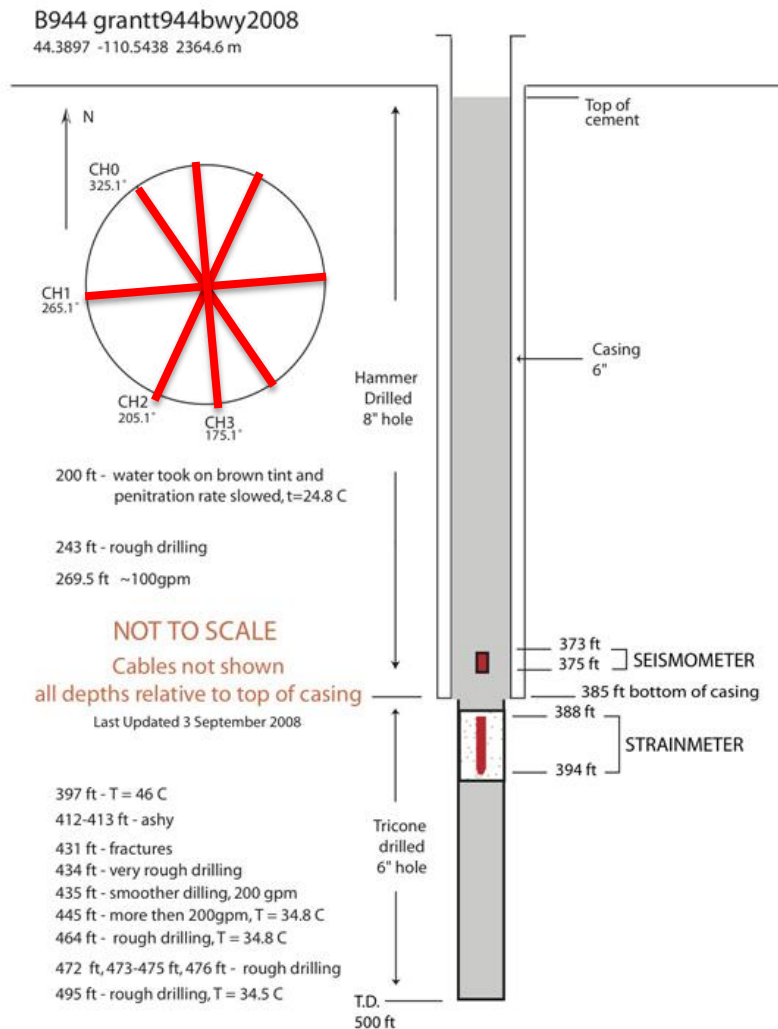 B944 grantt944bwy2008
44.3897 -110.5438 2364.6 m
N
Top of
cement
CH0
325.1°
CH1
265.1°
CH2
205.1°
CH3
175.1°
Hammer
Drilled
8" hole
Casing
6"
200 ft - water took on brown tint and
penitration rate slowed, t=24.8 C
243 ft - rough drilling
269.5 ft ~100gpm
NOT TO SCALE
Cables not shown
all depths relative to top of casing
Last Updated 3 September 2008
373 ft
375 ft
SEISMOMETER
385 ft bottom of casing
388 ft
STRAINMETER
394 ft
397 ft - T = 46 C
412-413 ft - ashy
431 ft - fractures
434 ft - very rough drilling
435 ft - smoother dilling, 200 gpm
445 ft - more then 200gpm, T = 34.8 C
464 ft - rough drilling, T = 34.8 C
472 ft, 473-475 ft, 476 ft - rough drilling
495 ft - rough drilling, T = 34.5 C
Tricone
drilled
6" hole
T.D.
500 ft